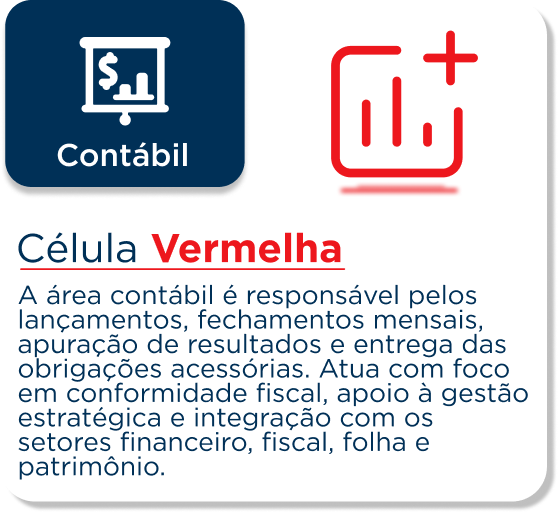 $
Contábil
Célula Vermelha
A área contábil é responsável pelos
lançamentos, fechamentos mensais,
apuração de resultados e entrega das
obrigações acessórias. Atua com foco
em conformidade fiscal, apoio à gestão
estratégica e integração com os
setores financeiro, fiscal, folha e
patrimônio.